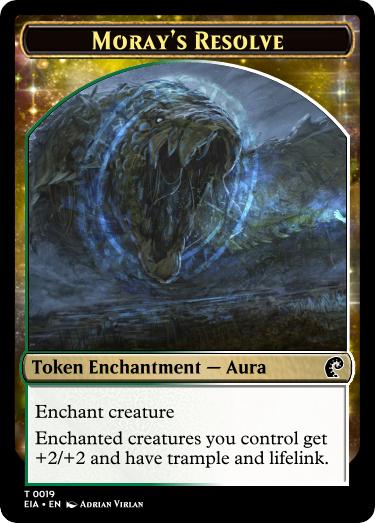 Moray's Resolve
Token Enchantment — Aura
Enchant creature
Enchanted creatures you control get
+2/+2 and have trample and lifelink.
T 0019
EIA • EN Adrian Virlan